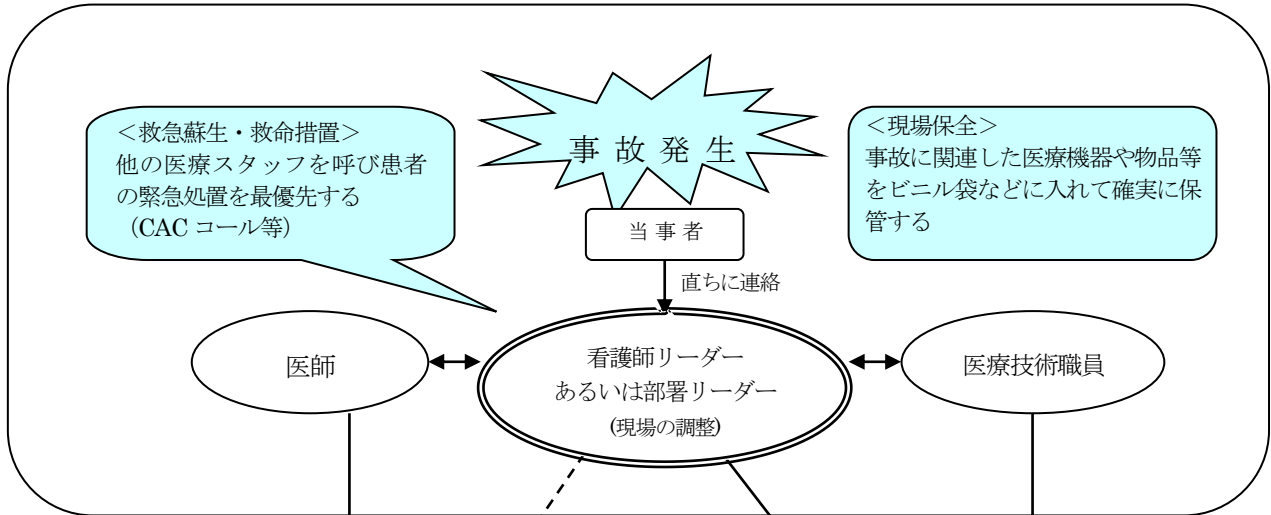 事 故 発 生
＜救急蘇生・救命措置＞
他の医療スタッフを呼び患者
の緊急処置を最優先する
（CAC コール等）
＜現場保全＞
事故に関連した医療機器や物品等
をビニル袋などに入れて確実に保
管する
当 事 者
直ちに連絡
医師
看護師リーダー
あるいは部署リーダー
(現場の調整)
医療技術職員